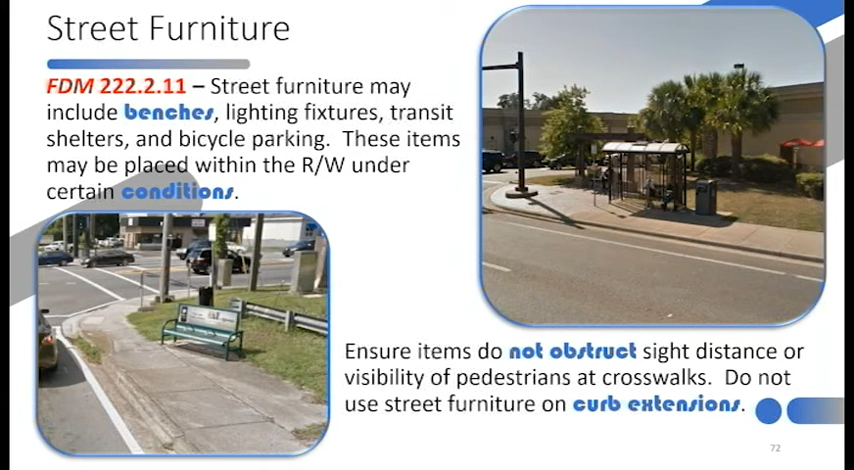 Street Furniture
FDM 222.2.11 – Street furniture may
include benches, lighting fixtures, transit
shelters, and bicycle parking. These items
may be placed within the R/W under
certain conditions.
Ensure items do not obstruct sight distance or
visibility of pedestrians at crosswalks. Do not
use street furniture on curb extensions.
72